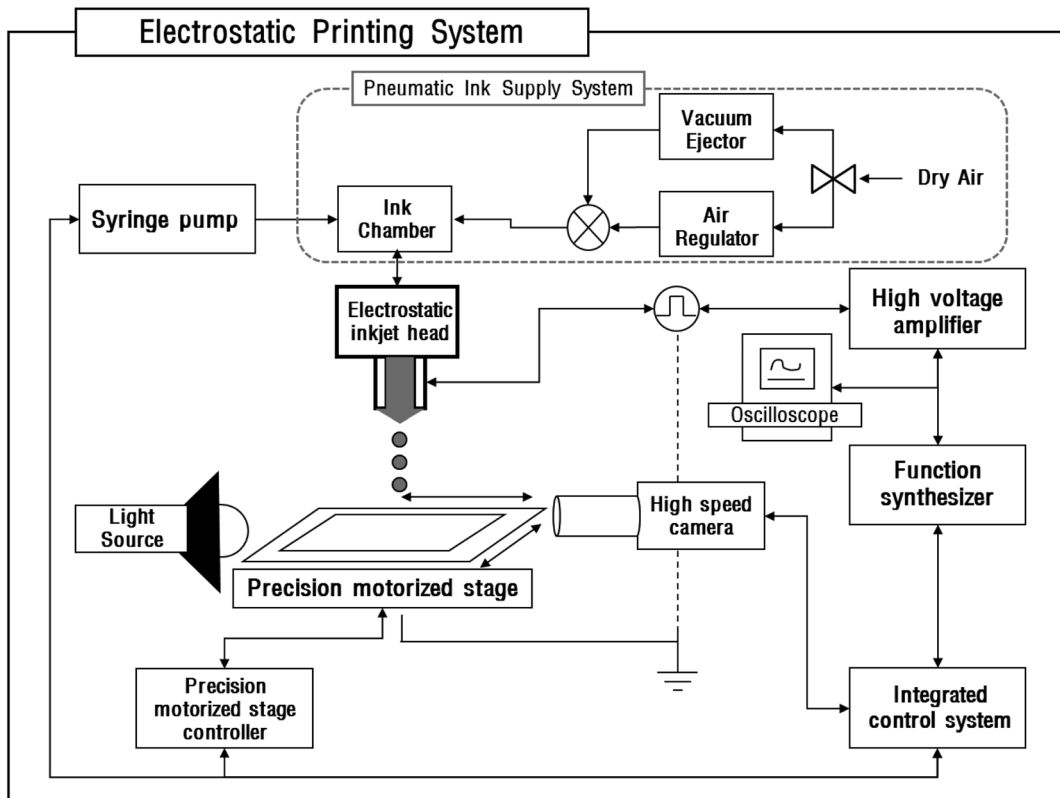 Electrostatic Printing System
Pneumatic Ink Supply System
Vacuum
Ejector
Dry Air
Syringe pump
Ink
Chamber
Air
Regulator
Electrostatic
inkjet head
High voltage
amplifier
Oscilloscope
Function
synthesizer
Light
Source
High speed
camera
Precision motorized stage
Precision
motorized stage
controller
Integrated
control system